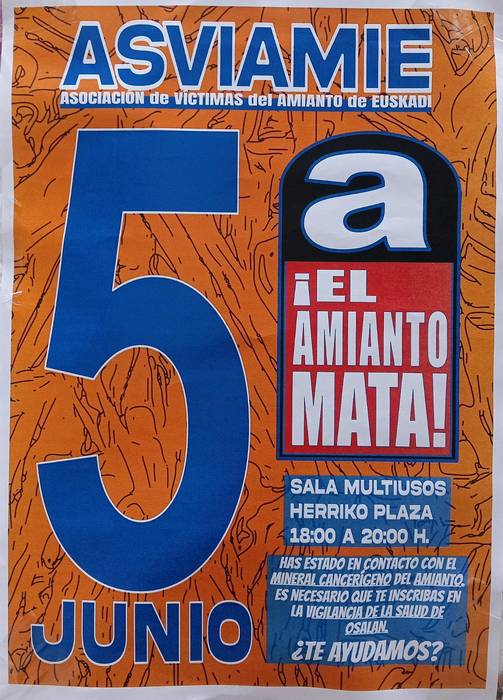 ASVIAMIE
ASOCIACIÓN de VÍCTIMAS del AMIANTO de EUSKADI
5
JUNIO
a
¡EL
AMIANTO
MATA!
SALA MULTIUSOS
HERRIKO PLAZA
18:00 A 20:00 H.
HAS ESTADO EN CONTACTO CON EL
MINERAL CANCERÍGENO DEL AMIANTO.
ES NECESARIO QUE TE INSCRIBAS EN
LA VIGILANCIA DE LA SALUD DE
OSALAN.
¿TE AYUDAMOS?